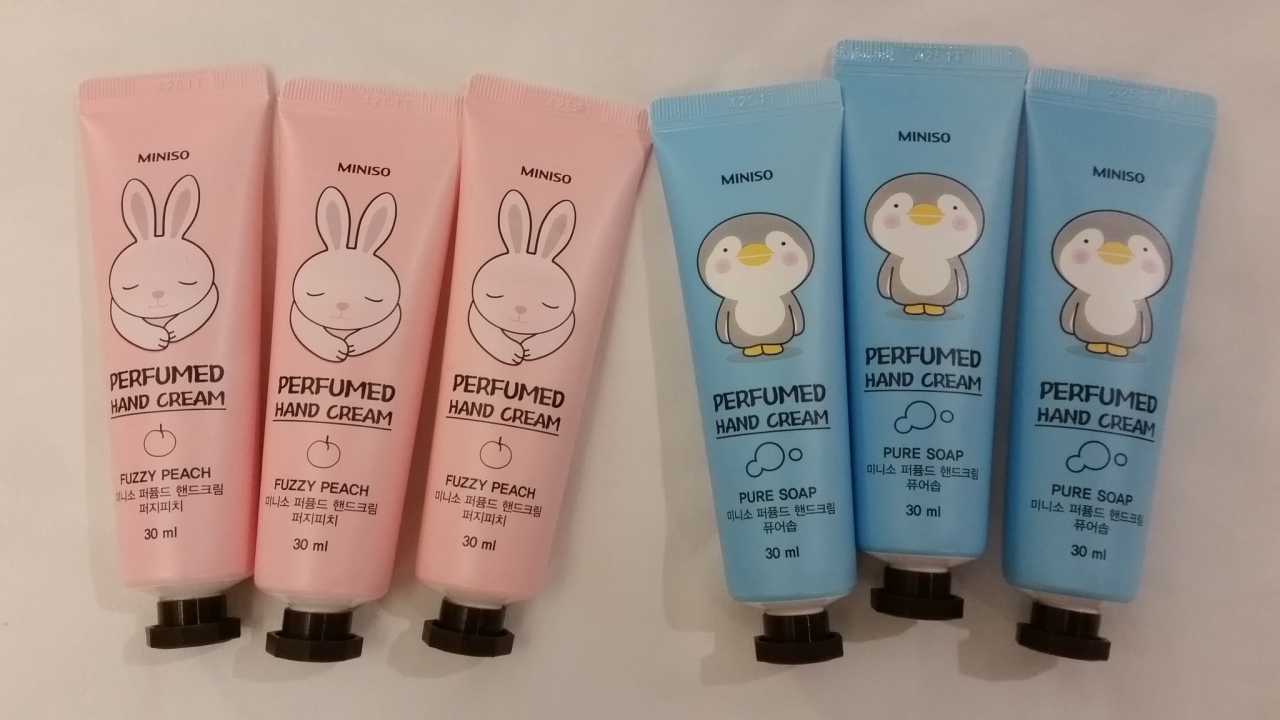 4251T
MINISO
PERFUMED
HAND CREAM
FUZZY PEACH
미니소 퍼퓸드 핸드크림
퍼지피치
30 ml
4251T
MINISO
PERFUMED
HAND CREAM
FUZZY PEACH
미니소 퍼퓸드 핸드크림
퍼지피치
30 ml
MINISO
PERFUMED
HAND CREAM
FUZZY PEACH
미니소 퍼퓸드 핸드크림
퍼지피치
30 ml
4251T
MINISO
PERFUMED
HAND CREAM
PURE SOAP
미니소 퍼퓸드 핸드크림
퓨어솝
30 ml
4251T
MINISO
PERFUMED
HAND CREAM
PURE SOAP
미니소 퍼퓸드 핸드크림
퓨어솝
30 ml
MINISO
PERFUMED
HAND CREAM
PURE SOAP
미니소 퍼퓸드 핸드크림
퓨어솝
30 ml